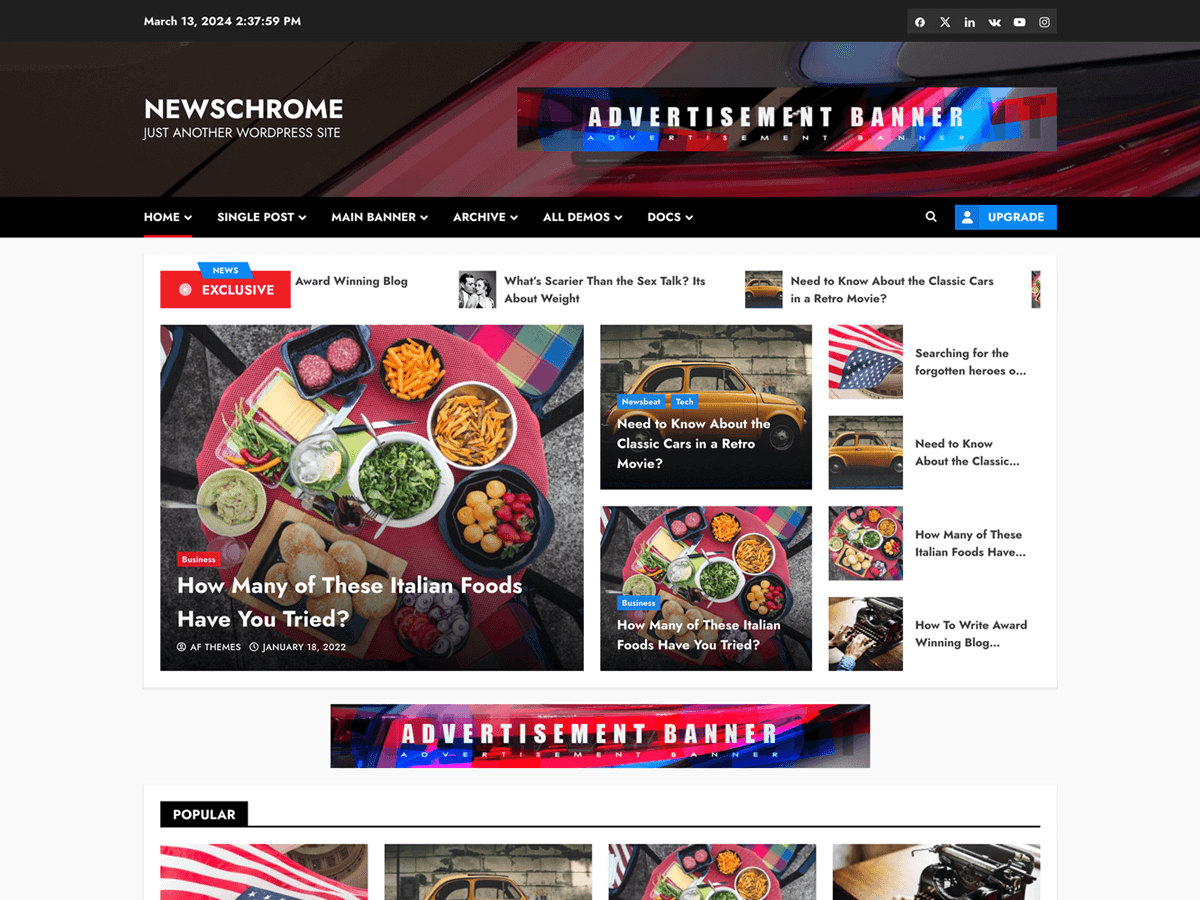 March 13, 2024 2:37:59 PM
NEWSCHROME
JUST ANOTHER WORDPRESS SITE
ADVERTISEMENT BANNER
ADVERTISEMENT BANNER
HOME
SINGLE POST
MAIN BANNER
ARCHIVE
ALL DEMOS
DOCS
UPGRADE
NEWS
EXCLUSIVE
Award Winning Blog
What's Scarier Than the Sex Talk? Its
About Weight
Need to Know About the Classic Cars
in a Retro Movie?
Business
How Many of These Italian Foods
Have You Tried?
AF THEMES
JANUARY 18, 2022
Newsbeat
Tech
Need to Know About the
Classic Cars in a Retro
Movie?
Business
How Many of These Italian
Foods Have You Tried?
Searching for the
forgotten heroes o...
Need to Know
About the Classic...
How Many of These
Italian Foods Have...
How To Write Award
Winning Blog...
ADVERTISEMENT BANNER
ADVERTISEMENT BANNER
POPULAR